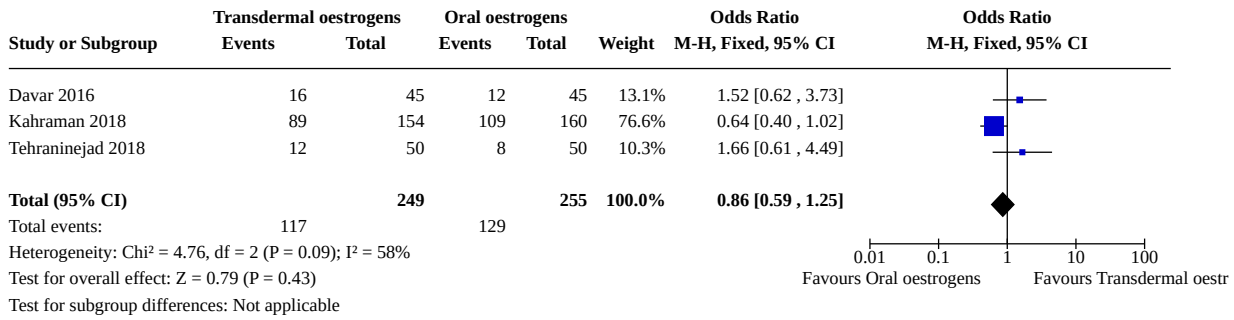 Transdermal oestrogens Oral oestrogens Odds Ratio Odds Ratio
Study or Subgroup Events Total Events Total Weight M-H, Fixed, 95% CI M-H, Fixed, 95% CI
Davar 2016 16 45 12 45 13.1% 1.52 [0.62 , 3.73]
Kahraman 2018 89 154 109 160 76.6% 0.64 [0.40 , 1.02]
Tehraninejad 2018 12 50 8 50 10.3% 1.66 [0.61 , 4.49]
Total (95% CI) 249 255 100.0% 0.86 [0.59 , 1.25]
Total events: 117 129
Heterogeneity: Chi² = 4.76, df = 2 (P = 0.09); I² = 58%
0.01 0.1 1 10 100
Test for overall effect: Z = 0.79 (P = 0.43)
Favours Oral oestrogens Favours Transdermal oestr
Test for subgroup differences: Not applicable